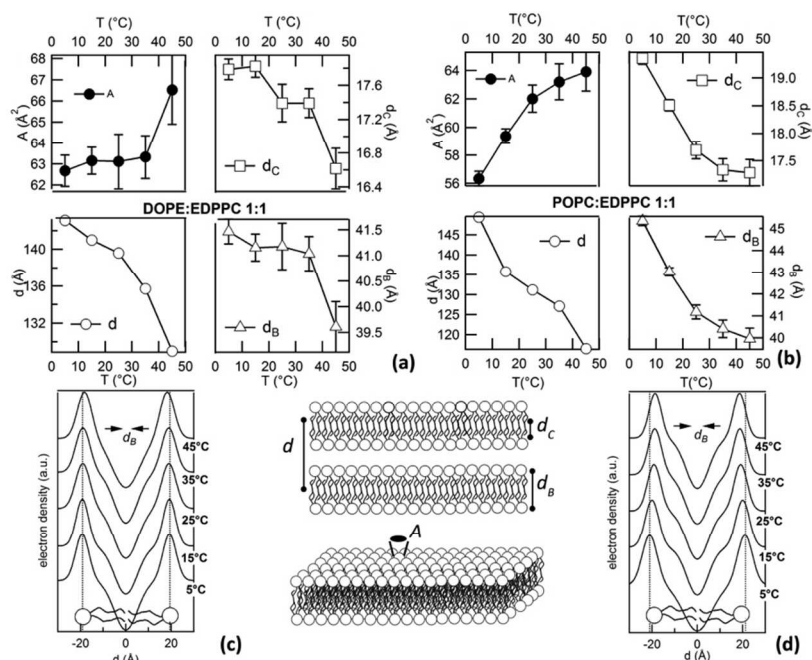 T (°C) T (°C) T(°C) T(°C)
0 10 20 30 40 50 0 10 20 30 40 50 0 10 20 30 40 50 0 10 20 30 40 50
68
67
66
65
64
63
62
A (Å²)
A
17.6
17.2
16.8
16.4
d_C (Å)
d_C
64
62
60
58
56
A (Å²)
A
19.0
18.5
18.0
17.5
d_C (Å)
d_C
DOPE:EDPPC 1:1
POPC:EDPPC 1:1
140
136
130
d (Å)
d
41.5
41.0
40.5
40.0
39.5
d_B (Å)
d_B
145
140
135
130
125
120
d (Å)
d
45
44
43
42
41
40
d_B (Å)
d_B
0 10 20 30 40 50 0 10 20 30 40 50 (a)
0 10 20 30 40 50 0 10 20 30 40 50 (b)
T (°C) T (°C) T(°C) T(°C)
electron density (a.u.)
d_B
45°C
35°C
25°C
15°C
5°C
-20 0 20
d (Å)
(c)
d
d_C
d_B
A
electron density (a.u.)
d_B
45°C
35°C
25°C
15°C
5°C
-20 0 20
d (Å)
(d)